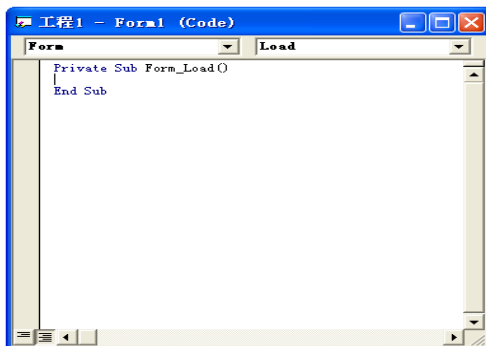 工程1 - Form1 (Code)
Form Load
Private Sub Form_Load()
End Sub